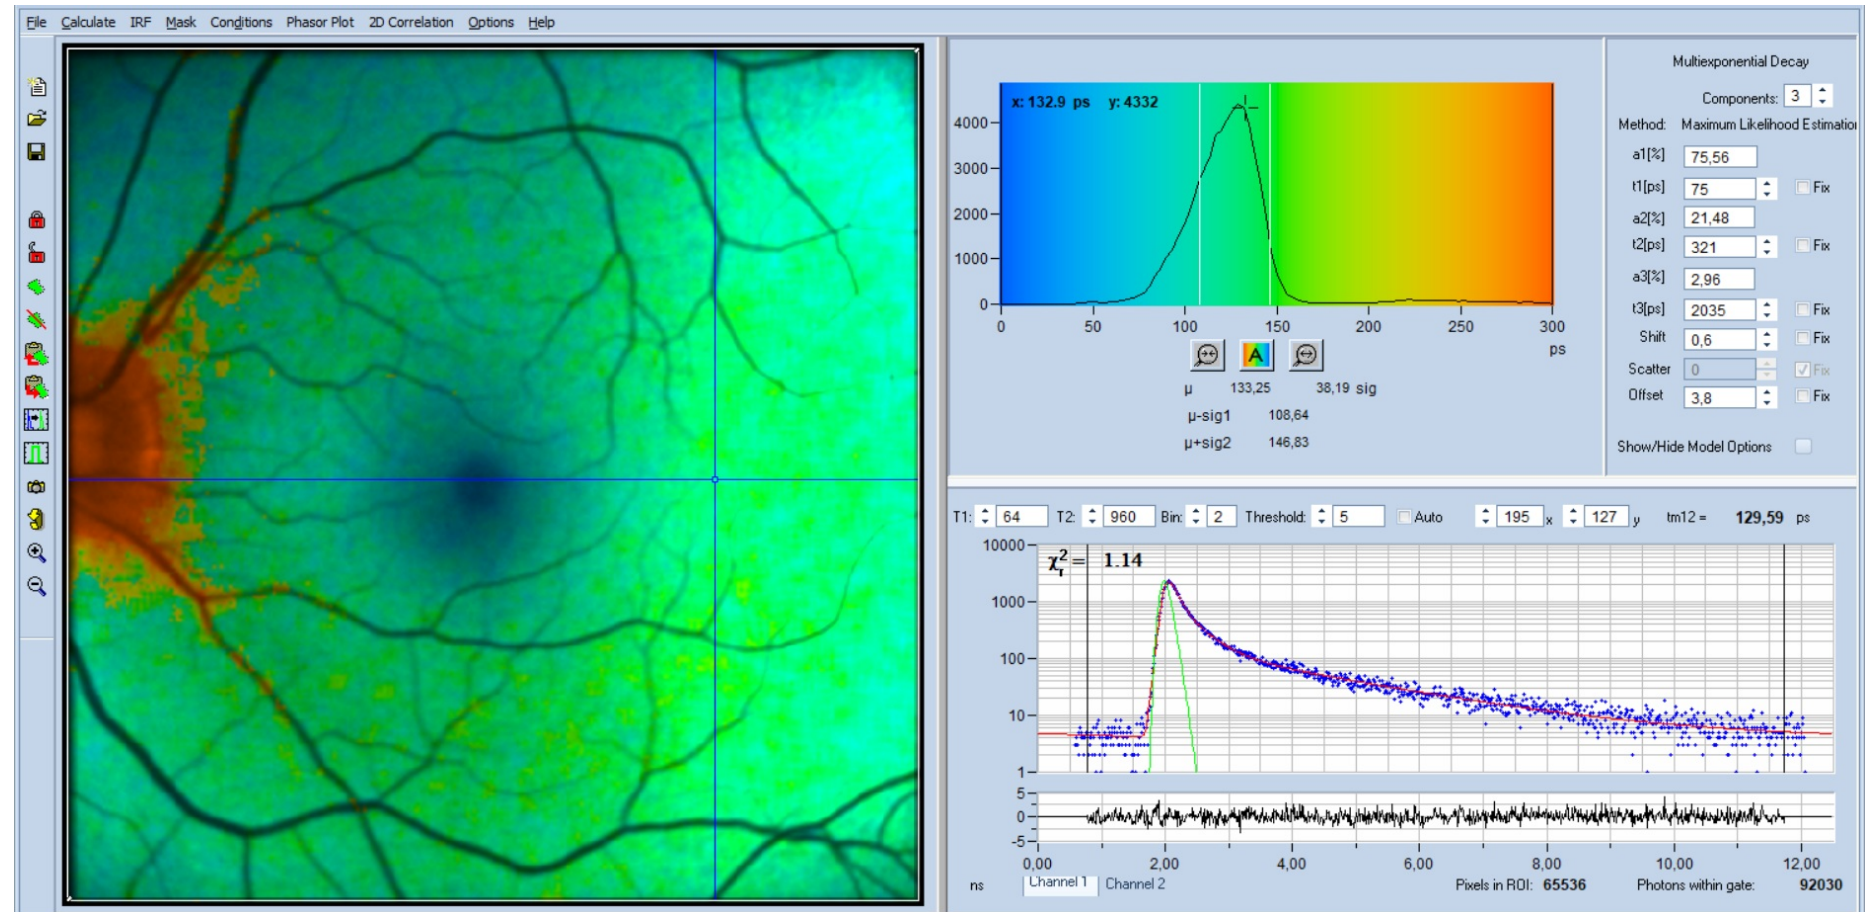 File Calculate IRF Mask Conditions Phasor Plot 2D Correlation Options Help
x: 132.9 ps y: 4332
4000
3000
2000
1000
0
0 50 100 150 200 250 300
ps
A
μ 133,25 38,19 sig
μ-sig1 108,64
μ+sig2 146,83
Multiexponential Decay
Components: 3
Method: Maximum Likelihood Estimation
a1[%] 75,56
t1[ps] 75 Fix
a2[%] 21,48
t2[ps] 321 Fix
a3[%] 2,96
t3[ps] 2035 Fix
Shift 0,6 Fix
Scatter 0 Fix
Offset 3,8 Fix
Show/Hide Model Options
T1: 64 T2: 960 Bin: 2 Threshold: 5 Auto 195 x 127 y tm12 = 129,59 ps
χ²r = 1.14
10000
1000
100
10
1
5
0
-5
0,00 2,00 4,00 6,00 8,00 10,00 12,00
ns Channel 1 Channel 2 Pixels in ROI: 65536 Photons within gate: 92030